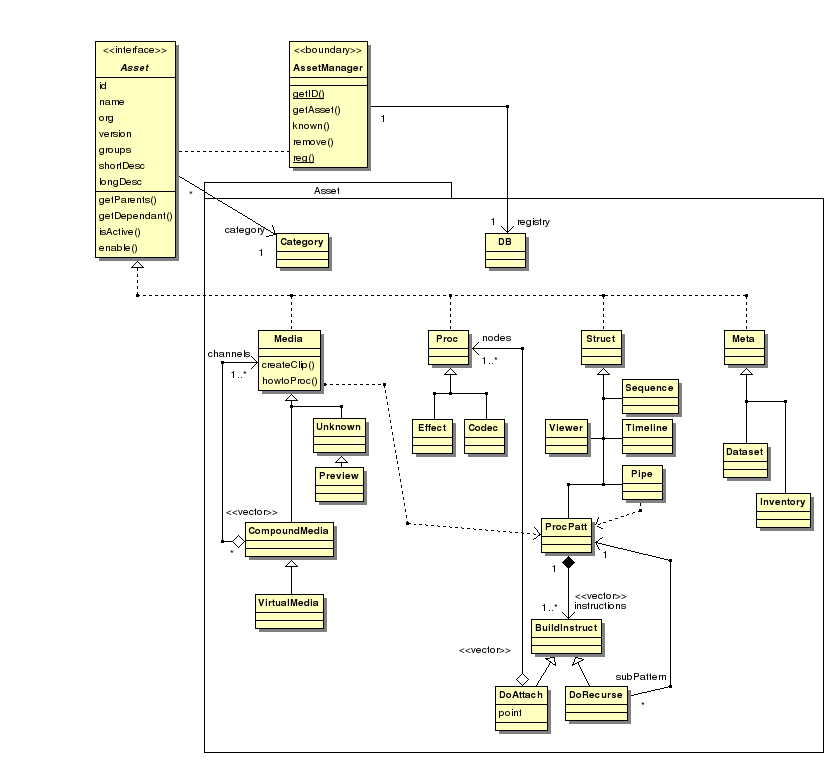 <<interface>>
Asset
id
name
org
version
groups
shortDesc
longDesc
getParents()
getDependant()
isActive()
enable()
<<boundary>>
AssetManager
getID()
getAsset()
known()
remove()
reg()
1
*
Asset
category
1
Category
1
registry
DB
Media
createClip()
howtoProc()
channels
1..*
Proc
nodes
1..*
Struct
Meta
Unknown
Preview
Effect
Codec
Sequence
Viewer
Timeline
Pipe
Dataset
Inventory
<<vector>>
*
CompoundMedia
VirtualMedia
ProcPatt
1
1
<<vector>>
1..*
instructions
BuildInstruct
<<vector>>
DoAttach
point
DoRecurse
subPattern
*